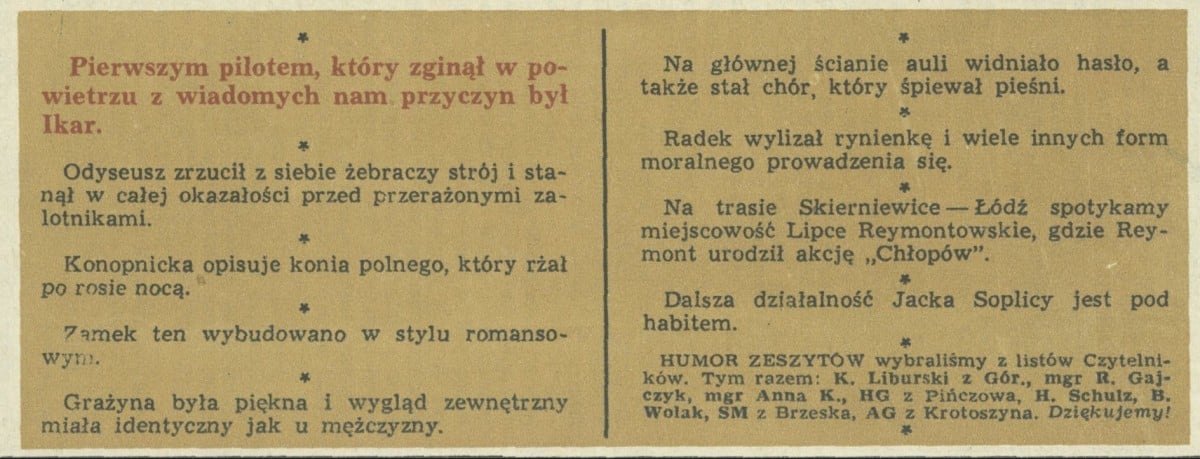 *
Pierwszym pilotem, który zginął w po-
wietrzu z wiadomych nam przyczyn był
Ikar.
*
Odyseusz zrzucił z siebie żebraczy strój i sta-
nął w całej okazałości przed przerażonymi za-
lotnikami.
*
Konopnicka opisuje konia polnego, który rżał
po rosie nocą.
*
Zamek ten wybudowano w stylu romanso-
wym.
*
Grażyna była piękna i wygląd zewnętrzny
miała identyczny jak u mężczyzny.
*
Na głównej ścianie auli widniało hasło, a
także stał chór, który śpiewał pieśni.
*
Radek wylizał rynienkę i wiele innych form
moralnego prowadzenia się.
*
Na trasie Skierniewice — Łódź spotykamy
miejscowość Lipce Reymontowskie, gdzie Rey-
mont urodził akcję „Chłopów”.
*
Dalsza działalność Jacka Soplicy jest pod
habitem.
*
HUMOR ZESZYTÓW wybraliśmy z listów Czytelni-
ków. Tym razem: K. Liburski z Gór., mgr R. Gaj-
czyk, mgr Anna K., HG z Pińczowa, H. Schulz, B.
Wolak, SM z Brzeska, AG z Krotoszyna. Dziękujemy!
*